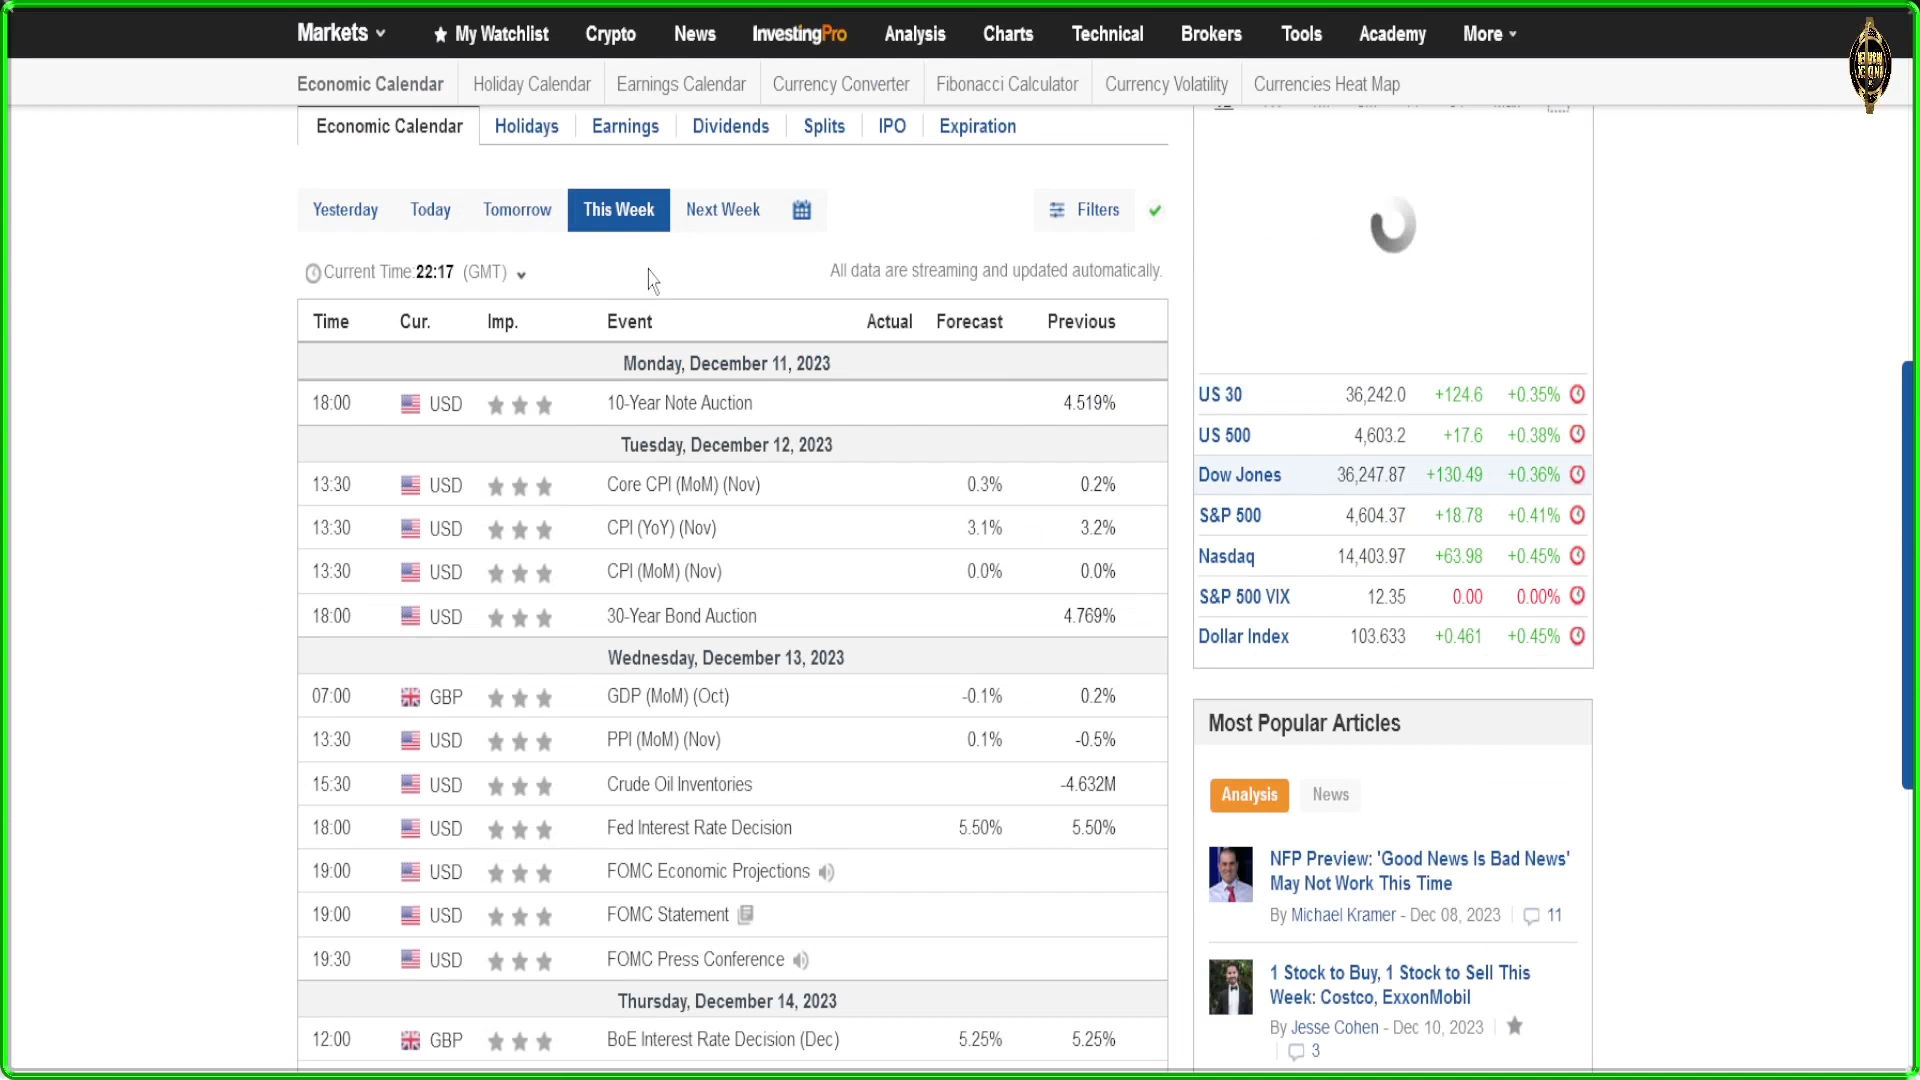 Markets My Watchlist Crypto News InvestingPro Analysis Charts Technical Brokers Tools Academy More
Economic Calendar Holiday Calendar Earnings Calendar Currency Converter Fibonacci Calculator Currency Volatility Currencies Heat Map
Economic Calendar Holidays Earnings Dividends Splits IPO Expiration
Yesterday Today Tomorrow This Week Next Week Filters
Current Time:22:17 (GMT) All data are streaming and updated automatically.
Time Cur. Imp. Event Actual Forecast Previous
Monday, December 11, 2023
18:00 USD 10-Year Note Auction 4.519%
Tuesday, December 12, 2023
13:30 USD Core CPI (MoM) (Nov) 0.3% 0.2%
13:30 USD CPI (YoY) (Nov) 3.1% 3.2%
13:30 USD CPI (MoM) (Nov) 0.0% 0.0%
18:00 USD 30-Year Bond Auction 4.769%
Wednesday, December 13, 2023
07:00 GBP GDP (MoM) (Oct) -0.1% 0.2%
13:30 USD PPI (MoM) (Nov) 0.1% -0.5%
15:30 USD Crude Oil Inventories -4.632M
18:00 USD Fed Interest Rate Decision 5.50% 5.50%
19:00 USD FOMC Economic Projections
19:00 USD FOMC Statement
19:30 USD FOMC Press Conference
Thursday, December 14, 2023
12:00 GBP BoE Interest Rate Decision (Dec) 5.25% 5.25%
US 30 36,242.0 +124.6 +0.35%
US 500 4,603.2 +17.6 +0.38%
Dow Jones 36,247.87 +130.49 +0.36%
S&P 500 4,604.37 +18.78 +0.41%
Nasdaq 14,403.97 +63.98 +0.45%
S&P 500 VIX 12.35 0.00 0.00%
Dollar Index 103.633 +0.461 +0.45%
Most Popular Articles
Analysis News
NFP Preview: 'Good News Is Bad News'
May Not Work This Time
By Michael Kramer - Dec 08, 2023 11
1 Stock to Buy, 1 Stock to Sell This
Week: Costco, ExxonMobil
By Jesse Cohen - Dec 10, 2023
3